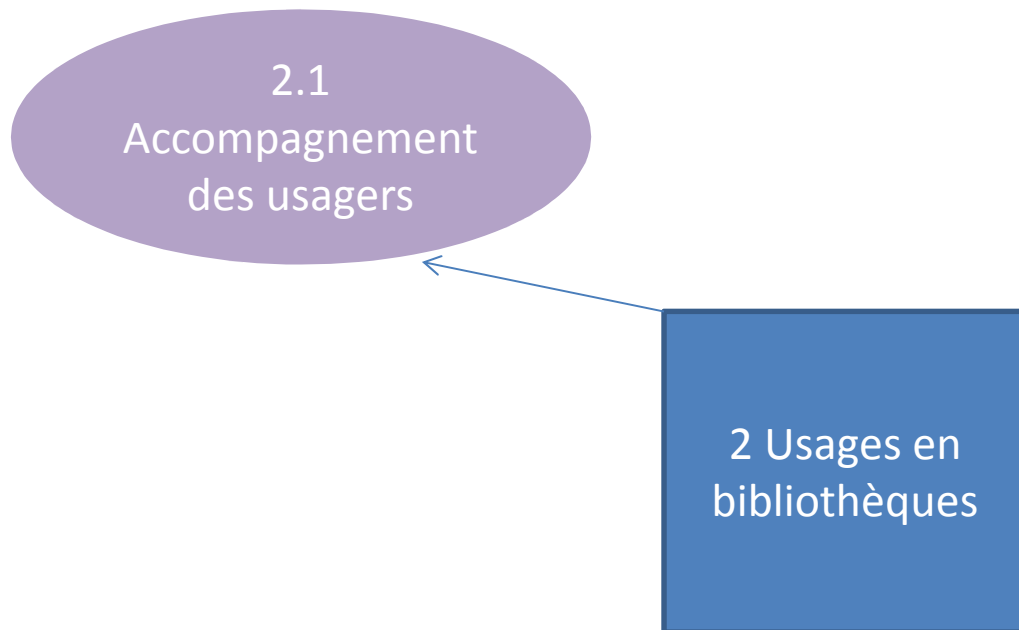 2.1
Accompagnement
des usagers
2 Usages en
bibliothèques